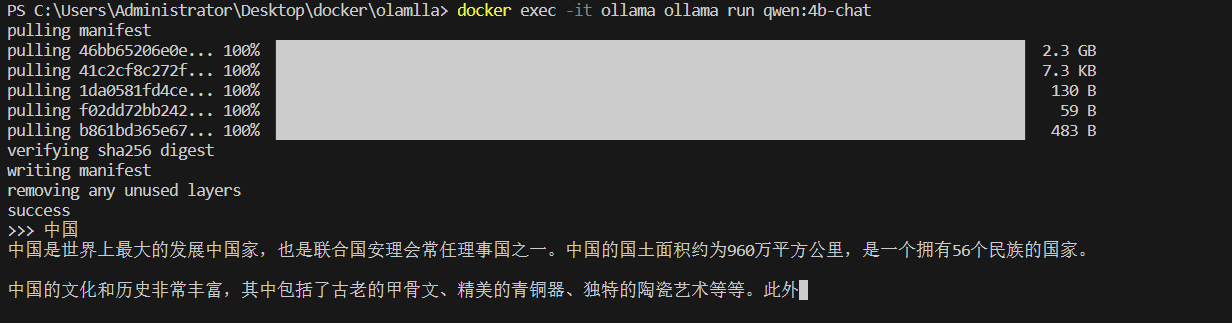 PS C:\Users\Administrator\Desktop\docker\olamlla> docker exec -it ollama ollama run qwen:4b-chat
pulling manifest
pulling 46bb65206e0e... 100% 2.3 GB
pulling 41c2cf8c272f... 100% 7.3 KB
pulling 1da0581fd4ce... 100% 130 B
pulling f02dd72bb242... 100% 59 B
pulling b861bd365e67... 100% 483 B
verifying sha256 digest
writing manifest
removing any unused layers
success
>>> 中国
中国是世界上最大的发展中国家，也是联合国安理会常任理事国之一。中国的国土面积约为960万平方公里，是一个拥有56个民族的国家。
中国的文化和历史非常丰富，其中包括了古老的甲骨文、精美的青铜器、独特的陶瓷艺术等等。此外